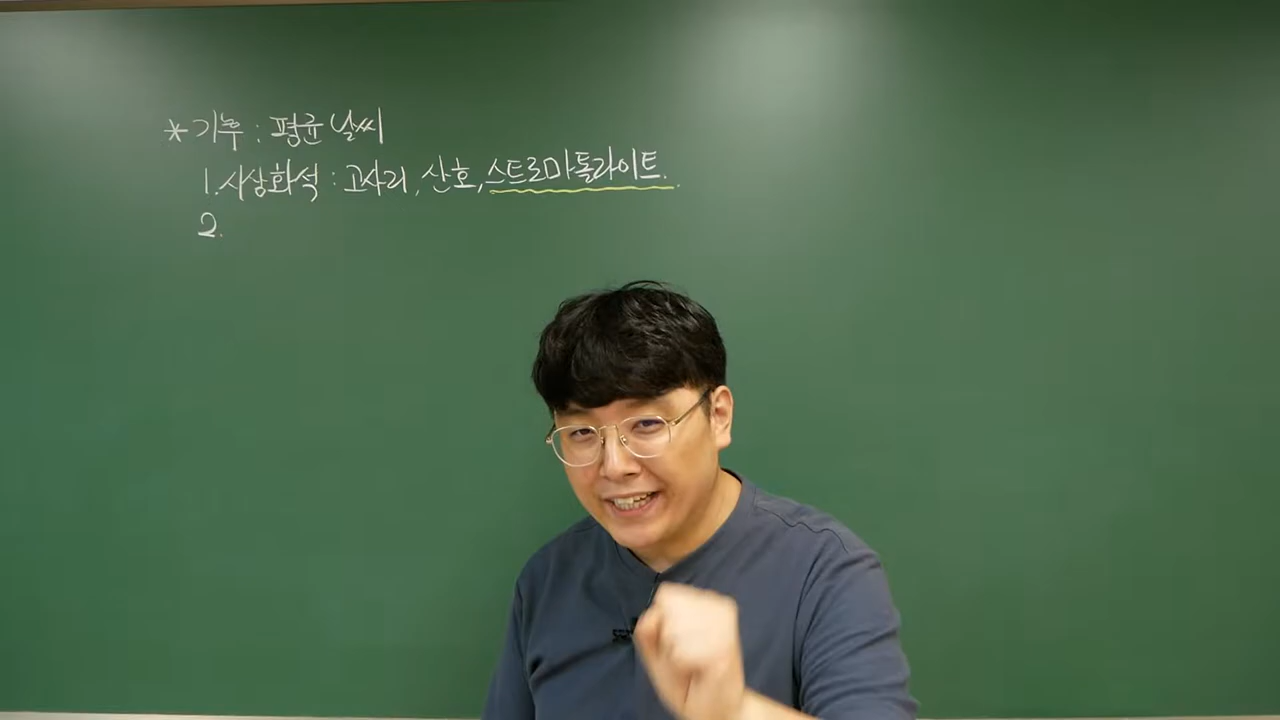 * 기후 : 평균 날씨
1. 시상화석 : 고사리, 산호, 스트로마톨라이트.
2.